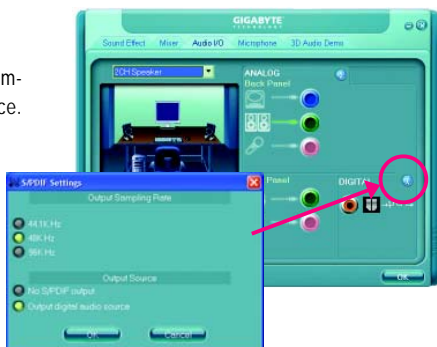 m-
ce.
GIGABYTE
TECHNOLOGY
Sound Effect Mixer Audio I/O Microphone 3D Audio Demo
2CH Speaker
ANALOG
Back Panel
Panel
DIGITAL
OK
S/PDIF Settings
Output Sampling Rate
44.1K Hz
48K Hz
96K Hz
Output Source
No S/PDIF output
Output digital audio source
OK Cancel